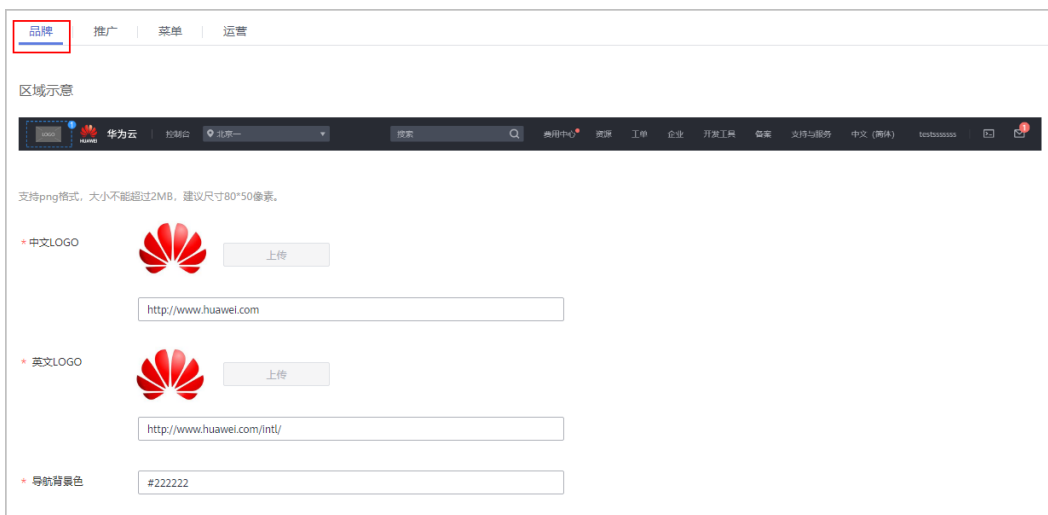 品牌 推广 菜单 运营
区域示意
LOGO 1 HUAWEI 华为云 控制台 北京一 搜索 费用中心 资源 工单 企业 开发工具 备案 支持与服务 中文 (简体) testsssssss 1
支持png格式，大小不能超过2MB，建议尺寸80*50像素。
* 中文LOGO 上传
http://www.huawei.com
* 英文LOGO 上传
http://www.huawei.com/intl/
* 导航背景色 #222222